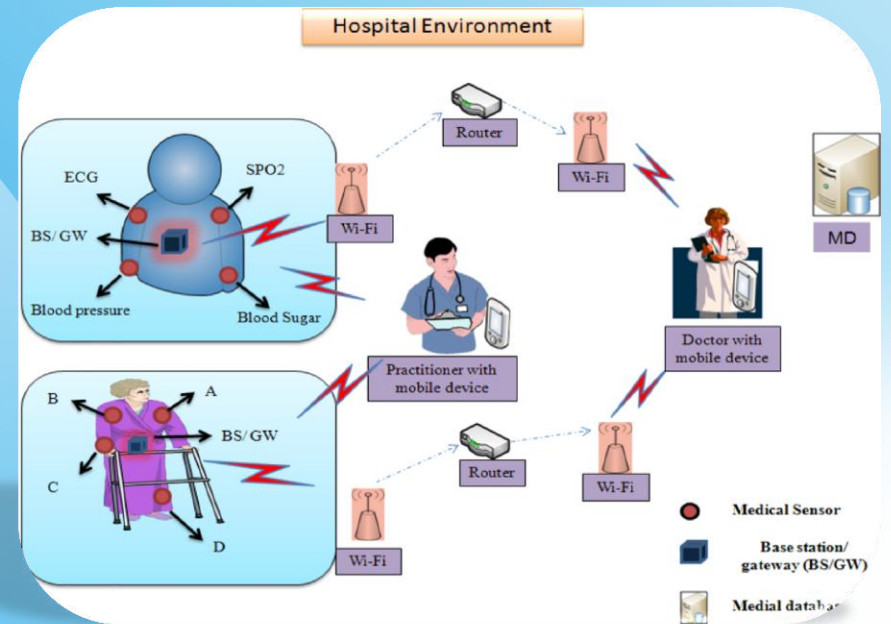 Hospital Environment
Router
Wi-Fi
ECG
SPO2
BS/GW
Wi-Fi
Blood pressure
Blood Sugar
MD
Practitioner with
mobile device
Doctor with
mobile device
B
A
BS/GW
C
D
Router
Wi-Fi
Wi-Fi
Medical Sensor
Base station/
gateway (BS/GW)
Medial database